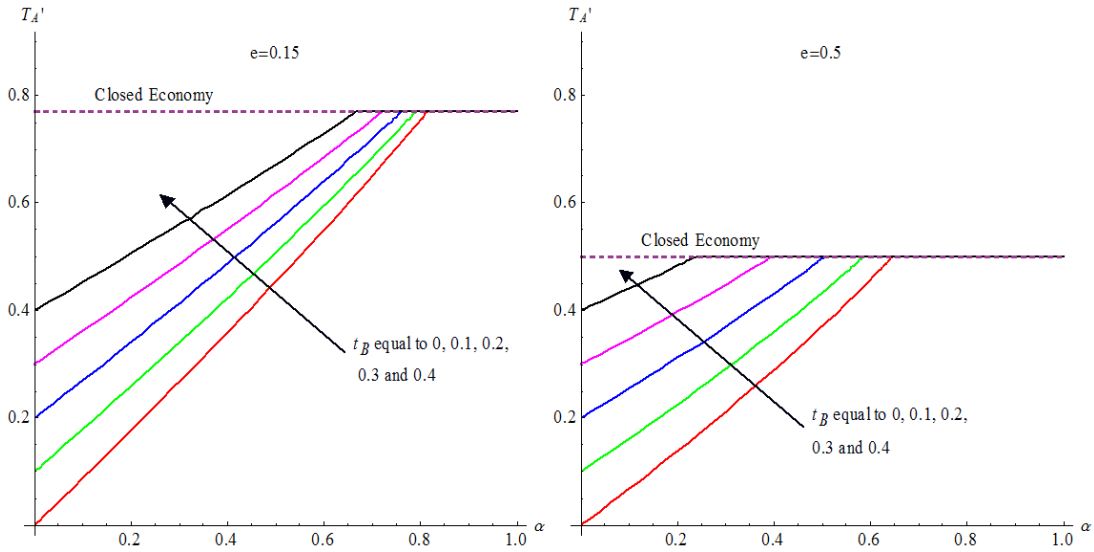 T_A'
e=0.15
Closed Economy
0.8
0.6
0.4
0.2
t_B equal to 0, 0.1, 0.2,
0.3 and 0.4
0.2 0.4 0.6 0.8 1.0 α
T_A'
e=0.5
0.8
0.6
Closed Economy
0.4
0.2
t_B equal to 0, 0.1, 0.2,
0.3 and 0.4
0.2 0.4 0.6 0.8 1.0 α